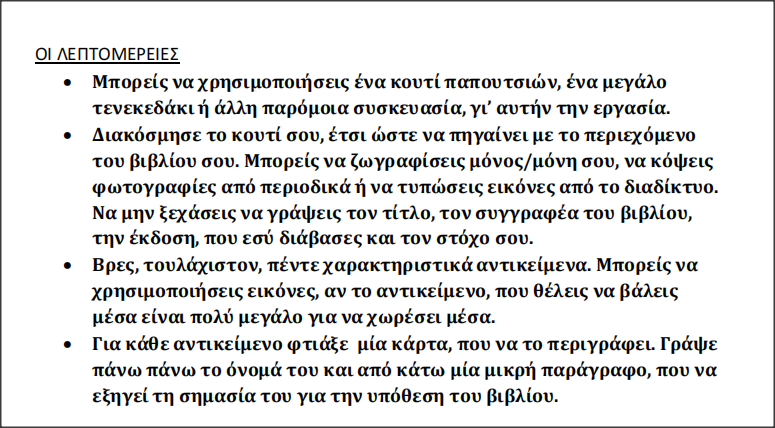 ΟΙ ΛΕΠΤΟΜΕΡΕΙΕΣ
• Μπορείς να χρησιμοποιήσεις ένα κουτί παπουτσιών, ένα μεγάλο
τενεκεδάκι ή άλλη παρόμοια συσκευασία, γι’ αυτήν την εργασία.
• Διακόσμησε το κουτί σου, έτσι ώστε να πηγαίνει με το περιεχόμενο
του βιβλίου σου. Μπορείς να ζωγραφίσεις μόνος/μόνη σου, να κόψεις
φωτογραφίες από περιοδικά ή να τυπώσεις εικόνες από το διαδίκτυο.
Να μην ξεχάσεις να γράψεις τον τίτλο, τον συγγραφέα του βιβλίου,
την έκδοση, που εσύ διάβασες και τον στόχο σου.
• Βρες, τουλάχιστον, πέντε χαρακτηριστικά αντικείμενα. Μπορείς να
χρησιμοποιήσεις εικόνες, αν το αντικείμενο, που θέλεις να βάλεις
μέσα είναι πολύ μεγάλο για να χωρέσει μέσα.
• Για κάθε αντικείμενο φτιάξε μία κάρτα, που να το περιγράφει. Γράψε
πάνω πάνω το όνομά του και από κάτω μία μικρή παράγραφο, που να
εξηγεί τη σημασία του για την υπόθεση του βιβλίου.